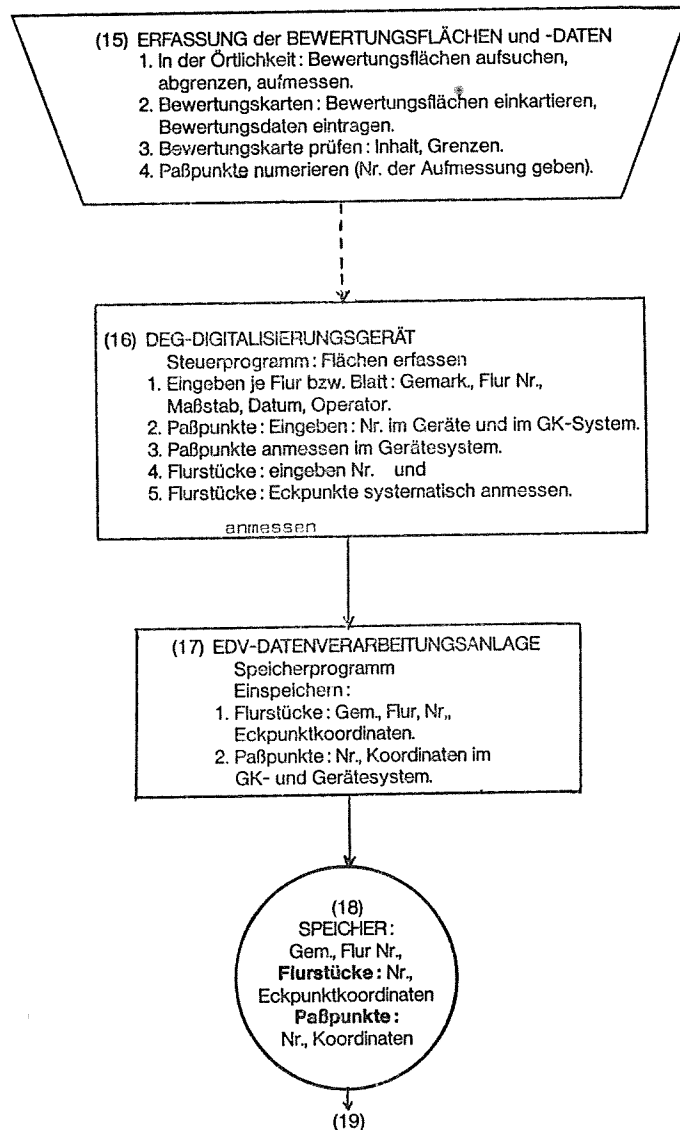 (15) ERFASSUNG der BEWERTUNGSFLÄCHEN und -DATEN
1. In der Örtlichkeit: Bewertungsflächen aufsuchen,
abgrenzen, aufmessen.
2. Bewertungskarten: Bewertungsflächen einkartieren,
Bewertungsdaten eintragen.
3. Bewertungskarte prüfen: Inhalt, Grenzen.
4. Paßpunkte numerieren (Nr. der Aufmessung geben).
(16) DEG-DIGITALISIERUNGSGERÄT
Steuerprogramm: Flächen erfassen
1. Eingeben je Flur bzw. Blatt: Gemark., Flur Nr.,
Maßstab, Datum, Operator.
2. Paßpunkte: Eingeben: Nr. im Geräte und im GK-System.
3. Paßpunkte anmessen im Gerätesystem.
4. Flurstücke: eingeben Nr. und
5. Flurstücke: Eckpunkte systematisch anmessen.
anmessen
(17) EDV-DATENVERARBEITUNGSANLAGE
Speicherprogramm
Einspeichern:
1. Flurstücke: Gem., Flur, Nr.,
Eckpunktkoordinaten.
2. Paßpunkte: Nr., Koordinaten im
GK- und Gerätesystem.
(18)
SPEICHER:
Gem., Flur Nr.,
Flurstücke: Nr.,
Eckpunktkoordinaten
Paßpunkte:
Nr., Koordinaten
(19)